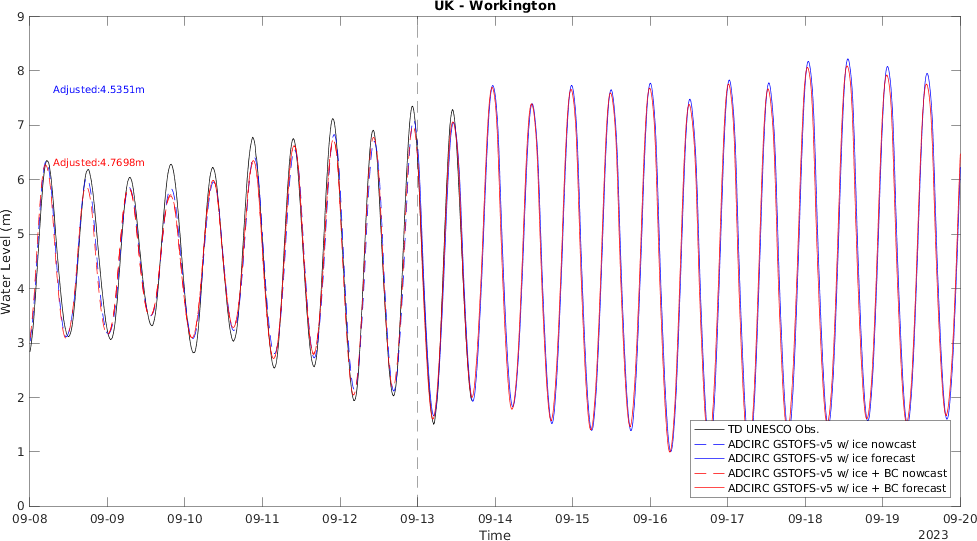 UK - Workington
9
8
7
6
5
4
3
2
1
0
Water Level (m)
Adjusted:4.5351m
Adjusted:4.7698m
TD UNESCO Obs.
ADCIRC GSTOFS-v5 w/ ice nowcast
ADCIRC GSTOFS-v5 w/ ice forecast
ADCIRC GSTOFS-v5 w/ ice + BC nowcast
ADCIRC GSTOFS-v5 w/ ice + BC forecast
09-08 09-09 09-10 09-11 09-12 09-13 09-14 09-15 09-16 09-17 09-18 09-19 09-20
Time
2023